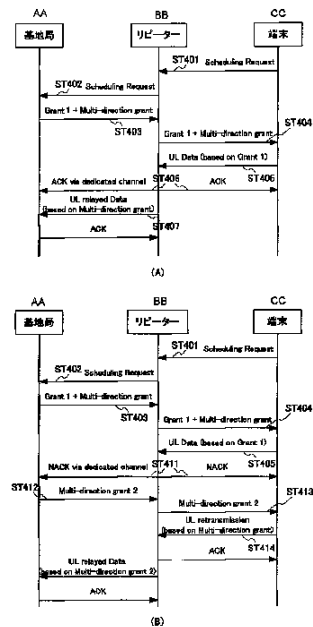 AA BB CC
基地局 リピーター 端末
ST401
Scheduling Request
ST402
Scheduling Request
Grant 1 + Multi-direction grant
ST403
ST404
Grant 1 + Multi-direction grant
UL Data (based on Grant 1)
ST406 ST406
ACK via dedicated channel ACK
UL relayed Data
(based on Multi-direction grant)
ST407
ACK
(A)
AA BB CC
基地局 リピーター 端末
ST401
Scheduling Request
ST402
Scheduling Request
Grant 1 + Multi-direction grant
ST403
ST404
Grant 1 + Multi-direction grant
UL Data (based on Grant 1)
ST411 ST405
NACK via dedicated channel NACK
ST412
Multi-direction grant 2
ST413
Multi-direction grant 2
UL retransmission
(based on Multi-direction grant)
ACK
ST414
UL relayed Data
(based on Multi-direction grant 2)
ACK
(B)